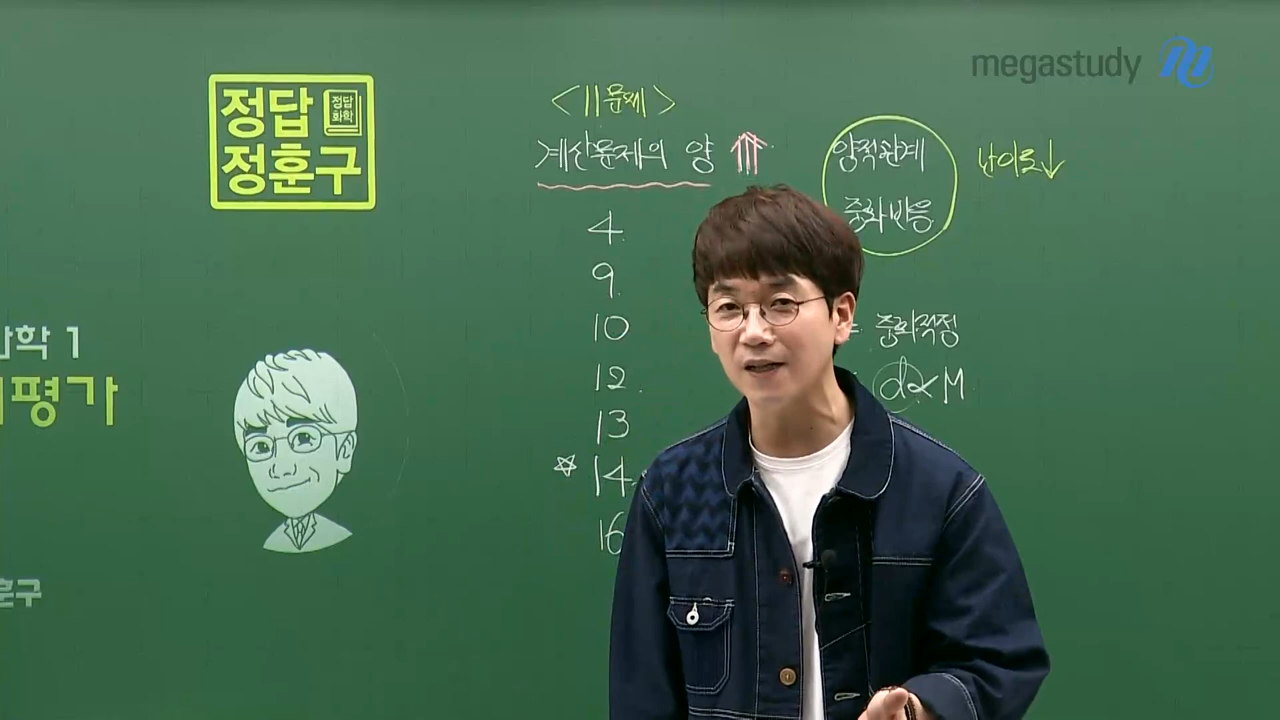 megastudy
정답
정답
화학
정훈구
<11문제>
계산문제의 양
양적관계
중화반응
난이도↓
4.
9.
10
12.
13
☆ 14.
16
중화적정
d∝M
화학 1
평가
훈구